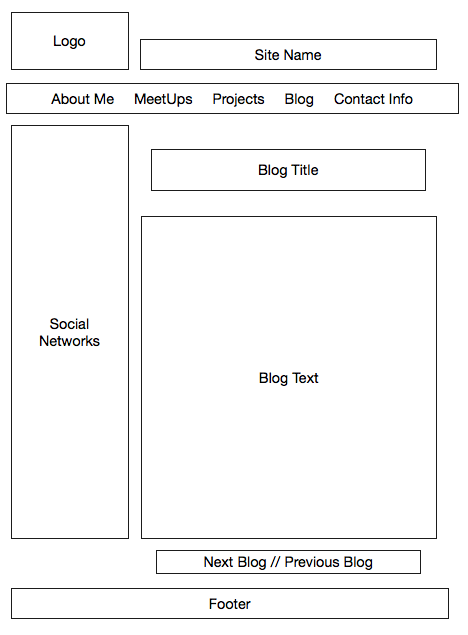 Logo
Site Name
About Me MeetUps Projects Blog Contact Info
Blog Title
Social
Networks
Blog Text
Next Blog // Previous Blog
Footer